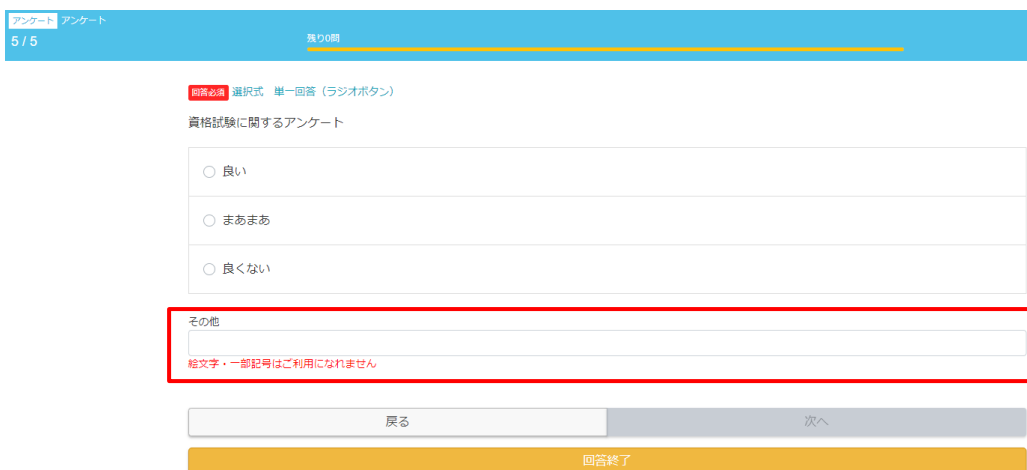 アンケート アンケート
5 / 5
残り0問
回答必須 選択式　単一回答（ラジオボタン）
資格試験に関するアンケート
良い
まあまあ
良くない
その他
絵文字・一部記号はご利用になれません
戻る
次へ
回答終了